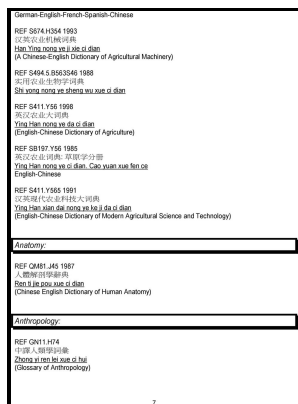 German-English-French-Spanish-Chinese
REF S674.H354 1993
汉英农业机械词典
Han Ying nong ye ji xie ci dian
(A Chinese-English Dictionary of Agricultural Machinery)
REF S494.5.B563S46 1988
实用农业生物学词典
Shi yong nong ye sheng wu xue ci dian
REF S411.Y56 1998
英汉农业大词典
Ying Han nong ye da ci dian
(English-Chinese Dictionary of Agriculture)
REF SB197.Y56 1985
英汉农业词典: 草原学分册
Ying Han nong ye ci dian. Cao yuan xue fen ce
English-Chinese
REF S411.Y565 1991
汉英现代农业科技大词典
Ying Han xian dai nong ye ke ji da ci dian
(English-Chinese Dictionary of Modern Agricultural Science and Technology)
Anatomy:
REF QM81.J45 1987
人體解剖學辭典
Ren ti jie pou xue ci dian
(Chinese English Dictionary of Human Anatomy)
Anthropology:
REF GN11.H74
中譯人類學詞彙
Zhong yi ren lei xue ci hui
(Glossary of Anthropology)
7